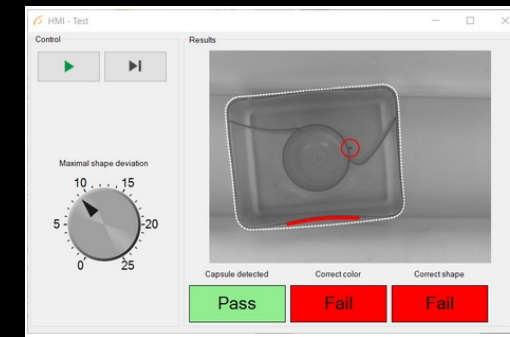 HMI - Test
Control
Results
Maximal shape deviation
10
15
5
20
0
25
Capsule detected
Correct color
Correct shape
Pass
Fail
Fail